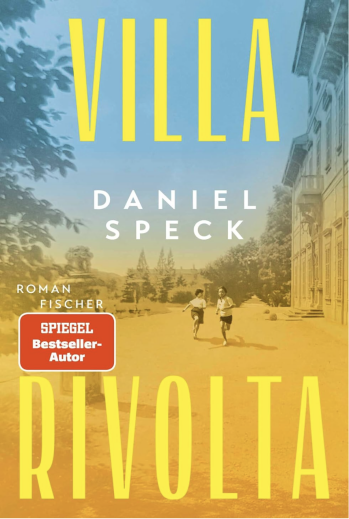 VILLA
DANIEL
SPECK
ROMAN
FISCHER
SPIEGEL
Bestseller-
Autor
RIVOLTA